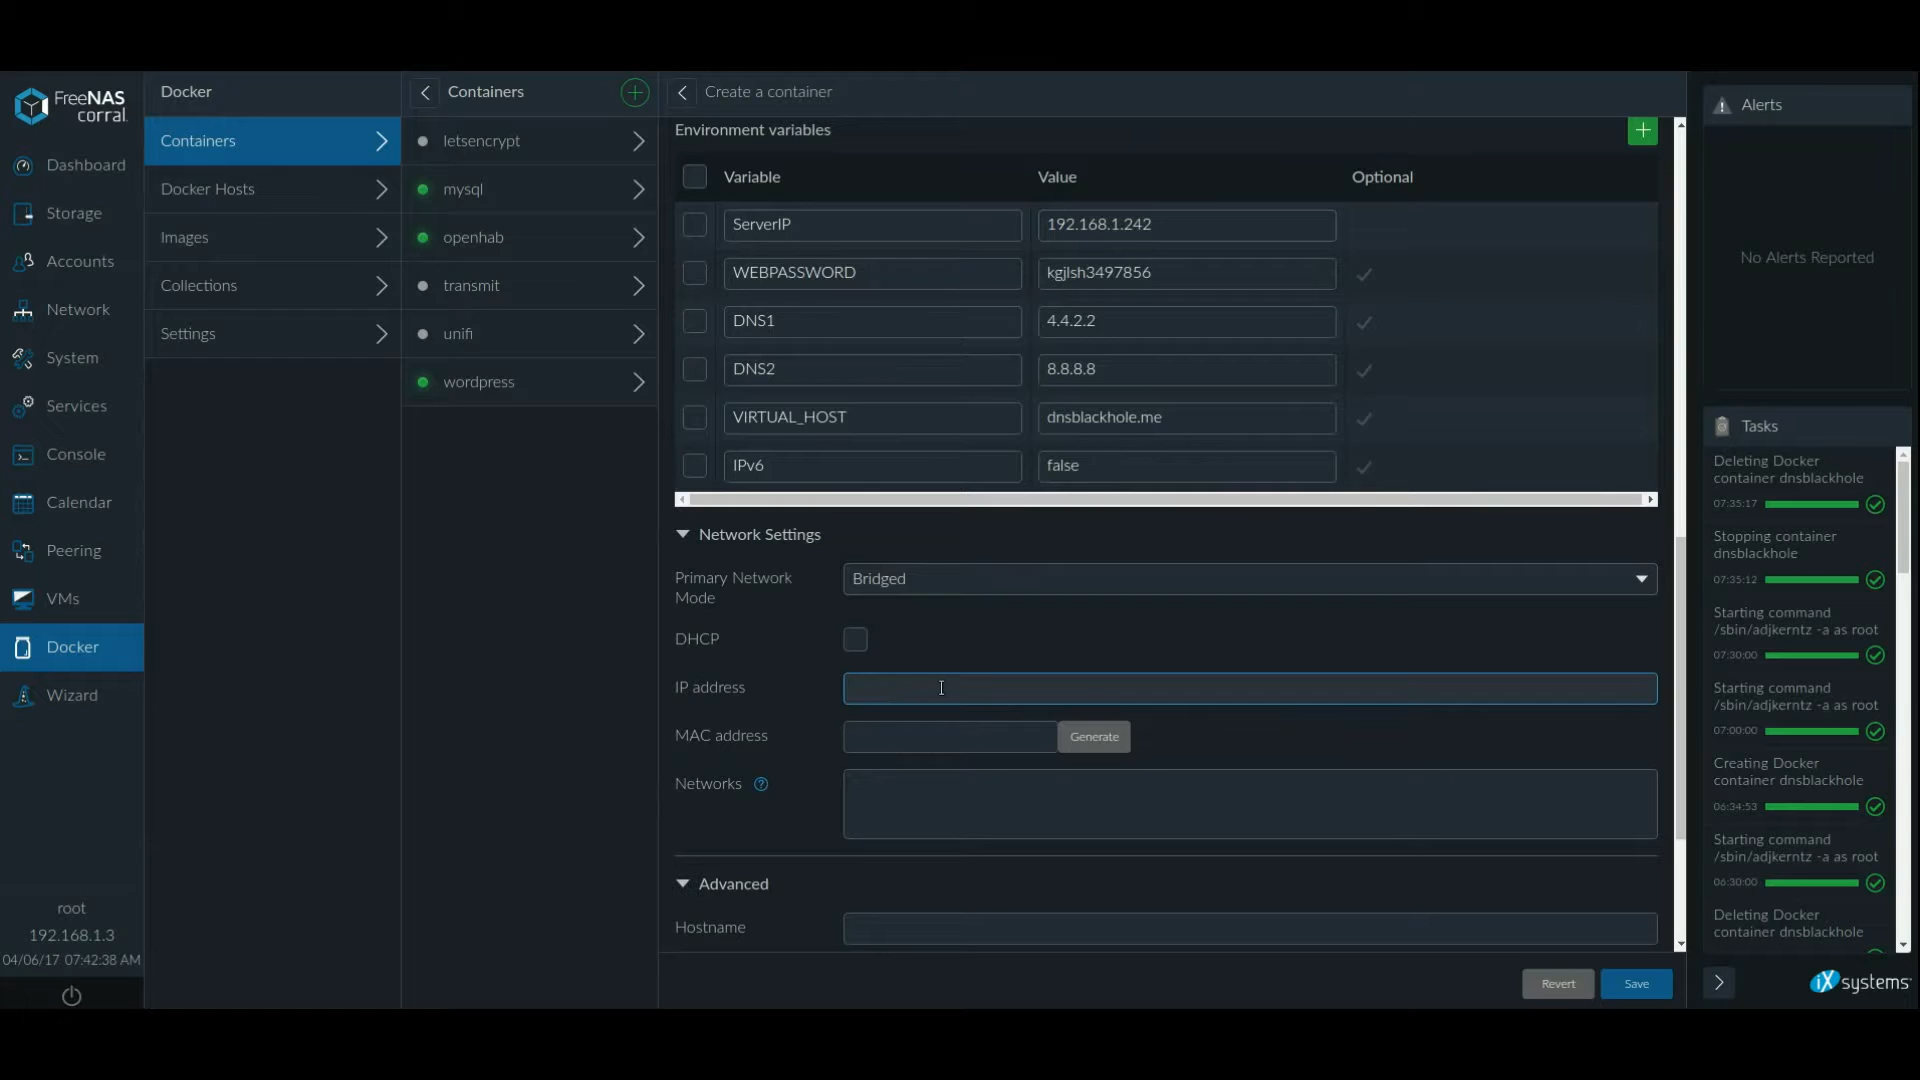 FreeNAS
corral.
Dashboard
Storage
Accounts
Network
System
Services
Console
Calendar
Peering
VMs
Docker
Wizard
root
192.168.1.3
04/06/17 07:42:38 AM
Docker
Containers
Docker Hosts
Images
Collections
Settings
Containers
letsencrypt
mysql
openhab
transmit
unifi
wordpress
Create a container
Environment variables
Variable Value Optional
ServerIP 192.168.1.242
WEBPASSWORD kgjlsh3497856
DNS1 4.4.2.2
DNS2 8.8.8.8
VIRTUAL_HOST dnsblackhole.me
IPv6 false
Network Settings
Primary Network
Mode
Bridged
DHCP
IP address
MAC address Generate
Networks
Advanced
Hostname
Revert Save
Alerts
No Alerts Reported
Tasks
Deleting Docker
container dnsblackhole
07:35:17
Stopping container
dnsblackhole
07:35:12
Starting command
/sbin/adjkerntz -a as root
07:30:00
Starting command
/sbin/adjkerntz -a as root
07:00:00
Creating Docker
container dnsblackhole
06:34:53
Starting command
/sbin/adjkerntz -a as root
06:30:00
Deleting Docker
container dnsblackhole
iXsystems